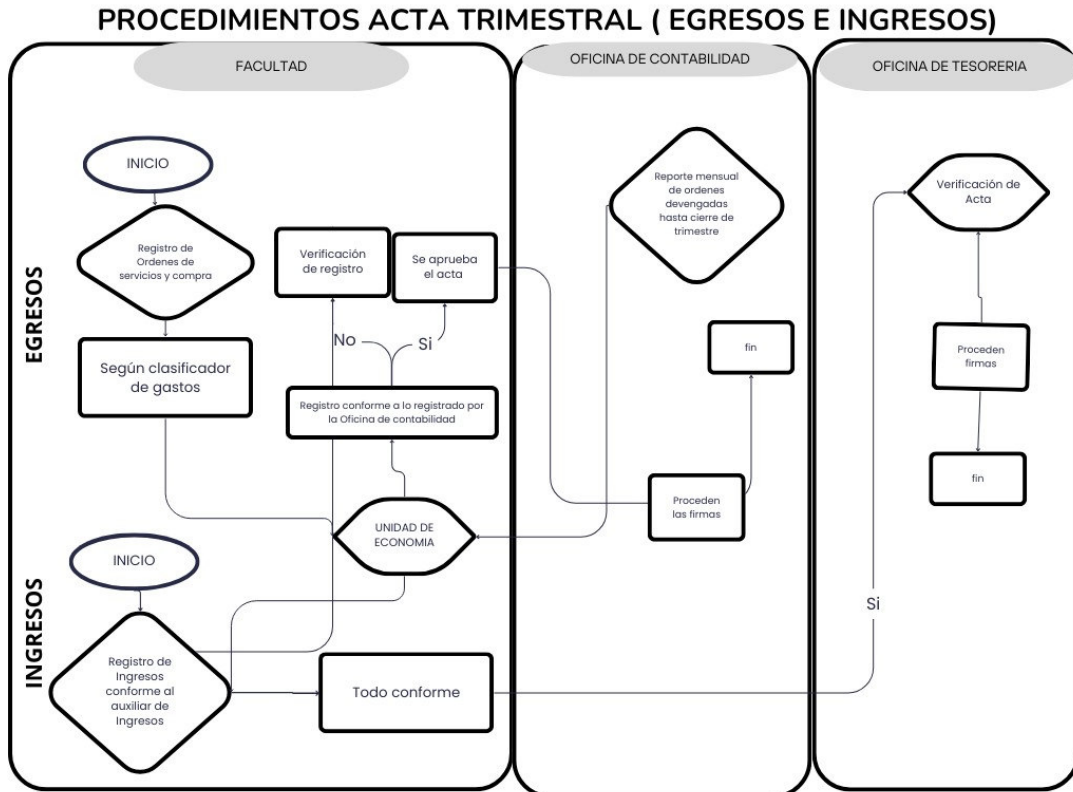 PROCEDIMIENTOS ACTA TRIMESTRAL ( EGRESOS E INGRESOS)
FACULTAD
OFICINA DE CONTABILIDAD
OFICINA DE TESORERIA
EGRESOS
INICIO
Registro de
Ordenes de
servicios y compra
Según clasificador
de gastos
Verificación
de registro
Se aprueba
el acta
No
Si
Registro conforme a lo registrado por
la Oficina de contabilidad
UNIDAD DE
ECONOMIA
Reporte mensual
de ordenes
devengadas
hasta cierre de
trimestre
fin
Proceden
las firmas
Verificación de
Acta
Proceden
firmas
fin
INGRESOS
INICIO
Registro de
Ingresos
conforme al
auxiliar de
Ingresos
Todo conforme
Si